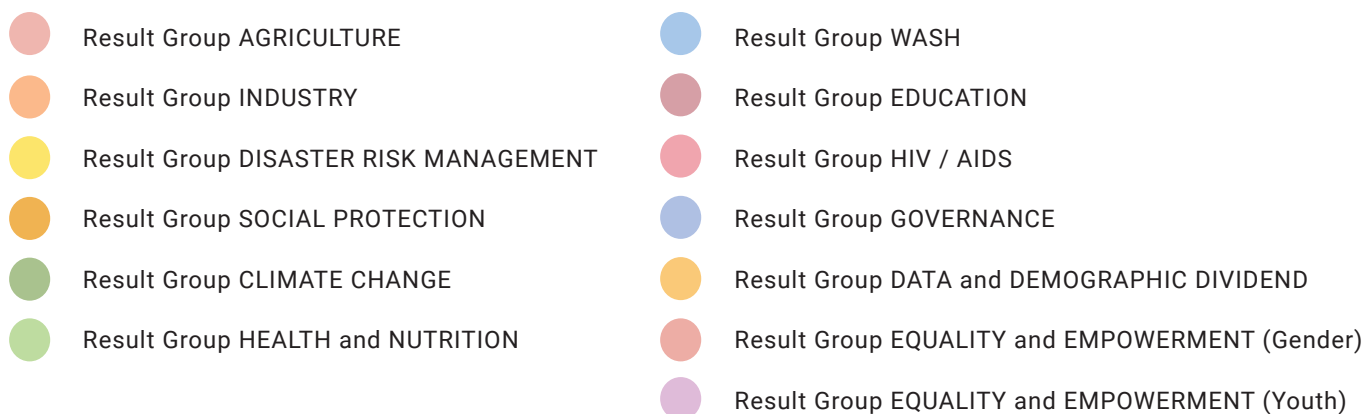 Result Group AGRICULTURE
Result Group INDUSTRY
Result Group DISASTER RISK MANAGEMENT
Result Group SOCIAL PROTECTION
Result Group CLIMATE CHANGE
Result Group HEALTH and NUTRITION
Result Group WASH
Result Group EDUCATION
Result Group HIV / AIDS
Result Group GOVERNANCE
Result Group DATA and DEMOGRAPHIC DIVIDEND
Result Group EQUALITY and EMPOWERMENT (Gender)
Result Group EQUALITY and EMPOWERMENT (Youth)